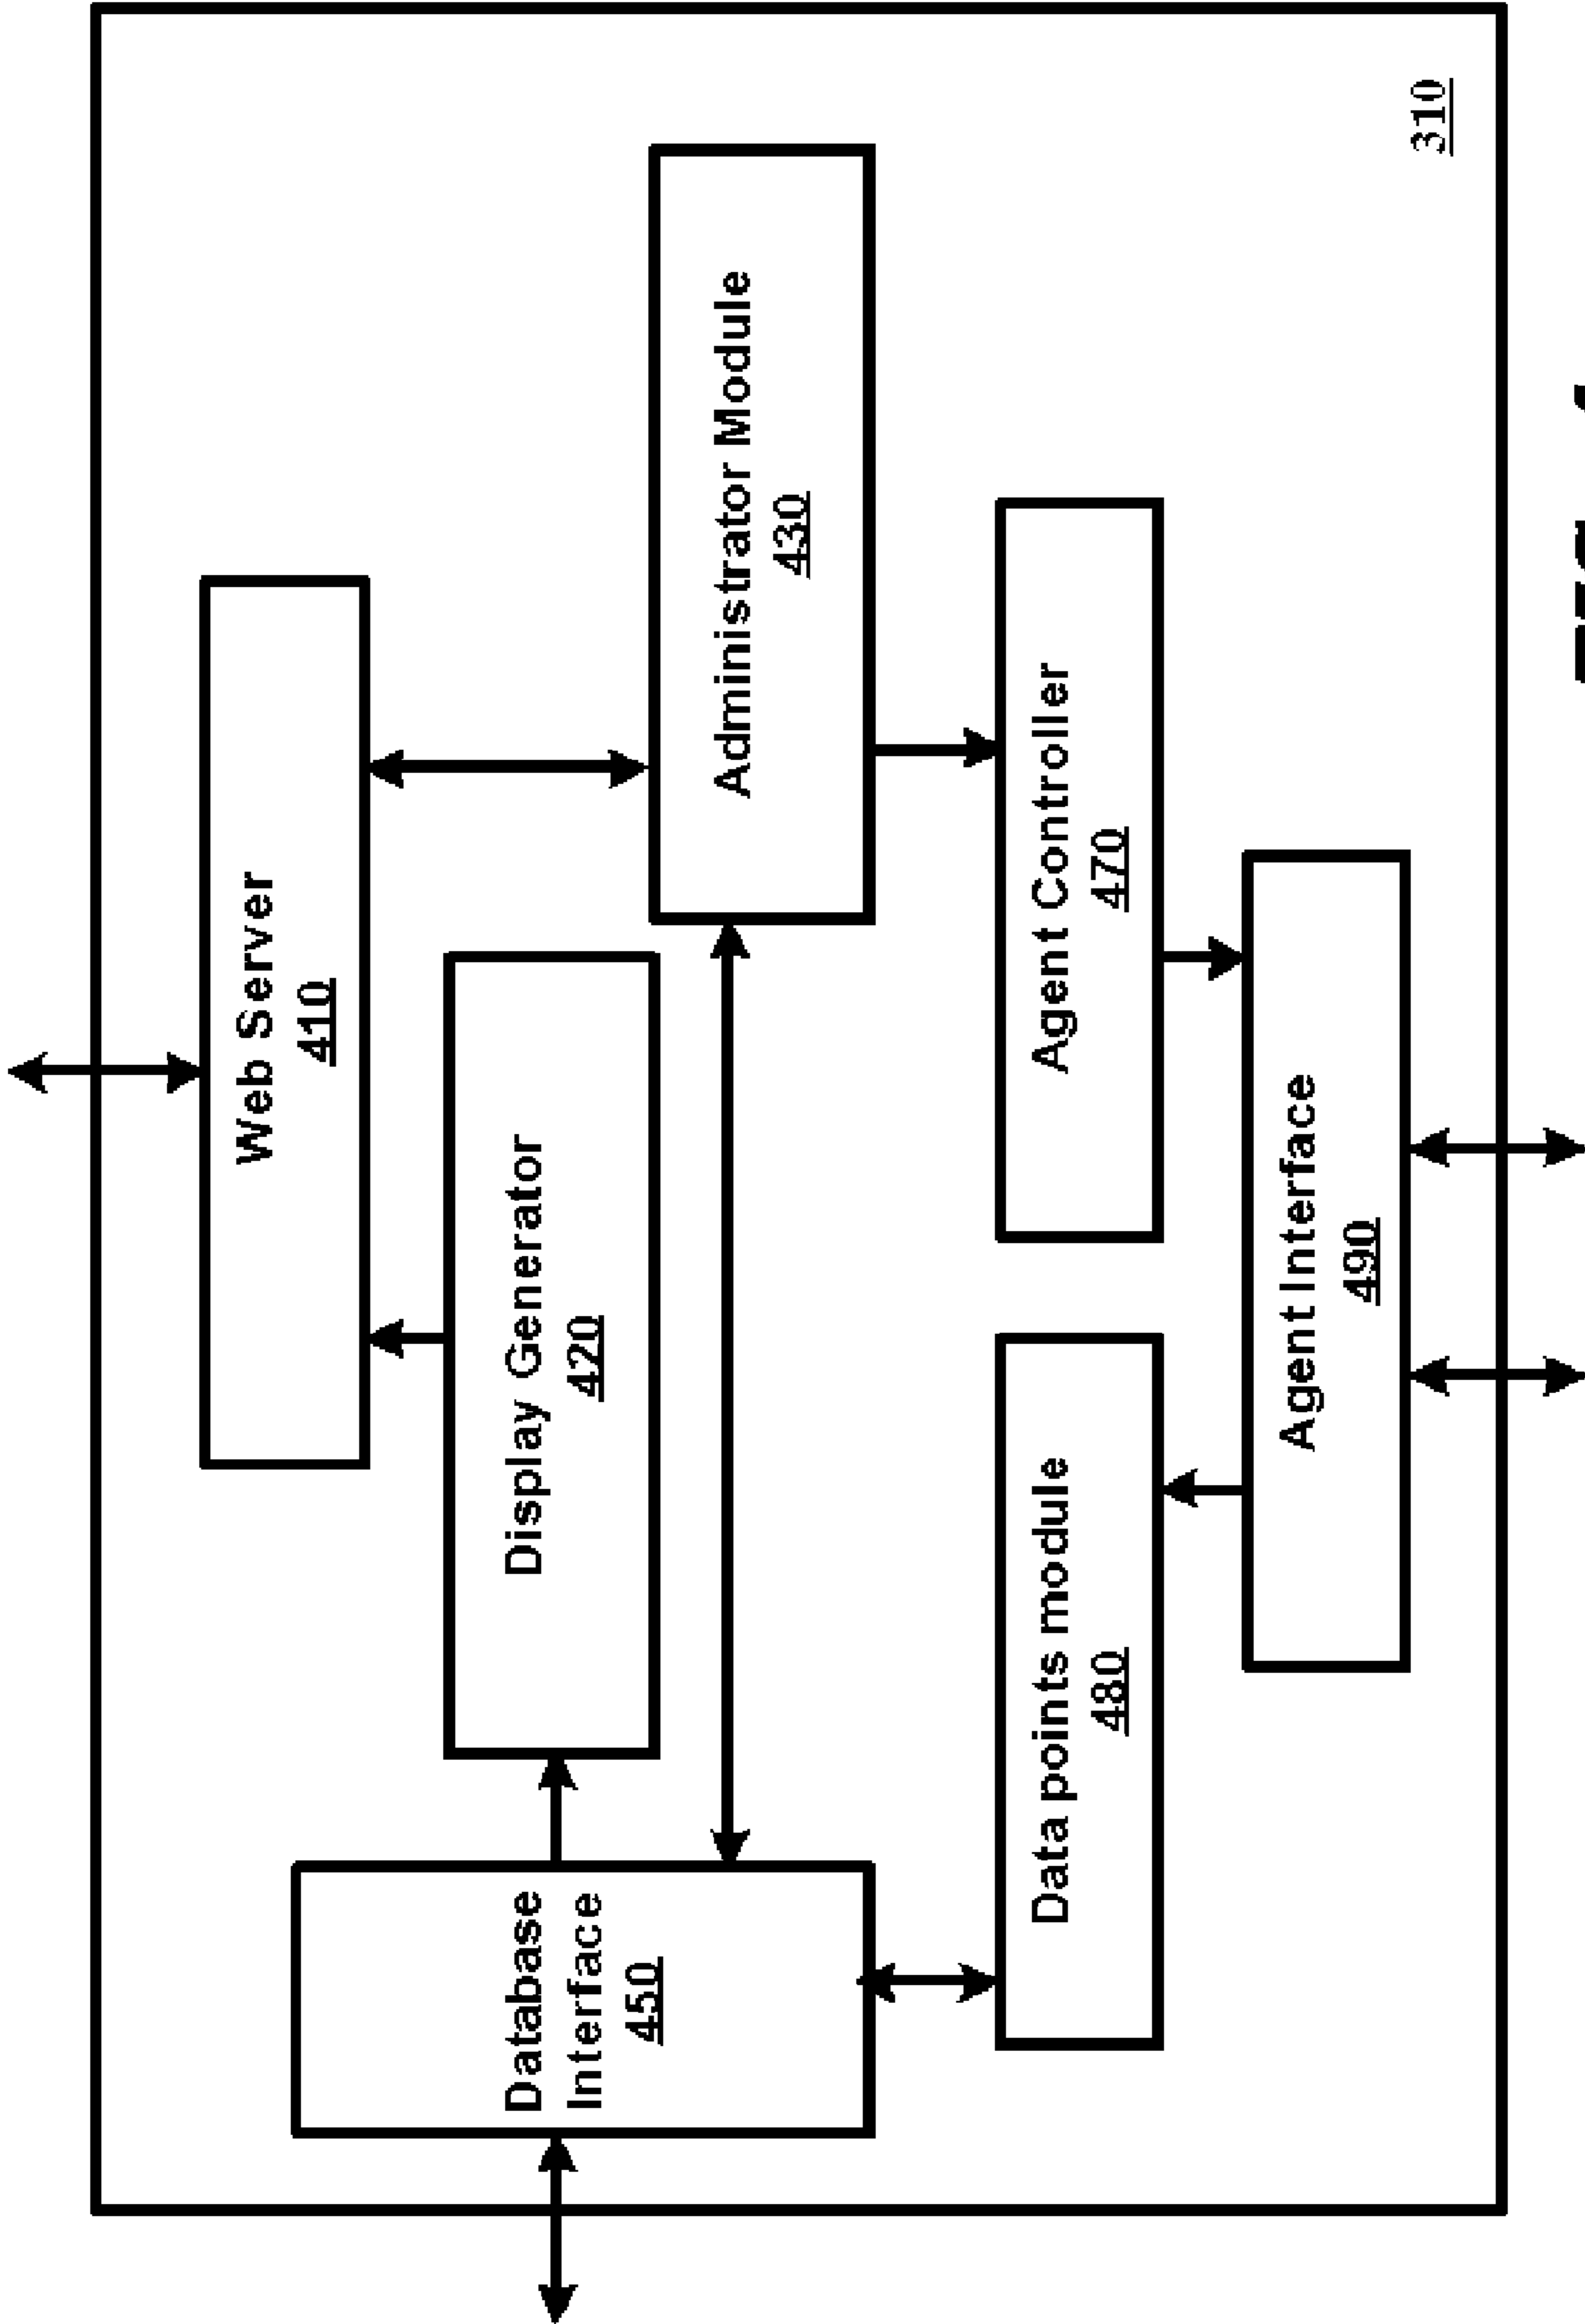 Web Server
410
Display Generator
420
Administrator Module
430
Database
Interface
450
Data points module
480
Agent Controller
470
Agent Interface
490
310